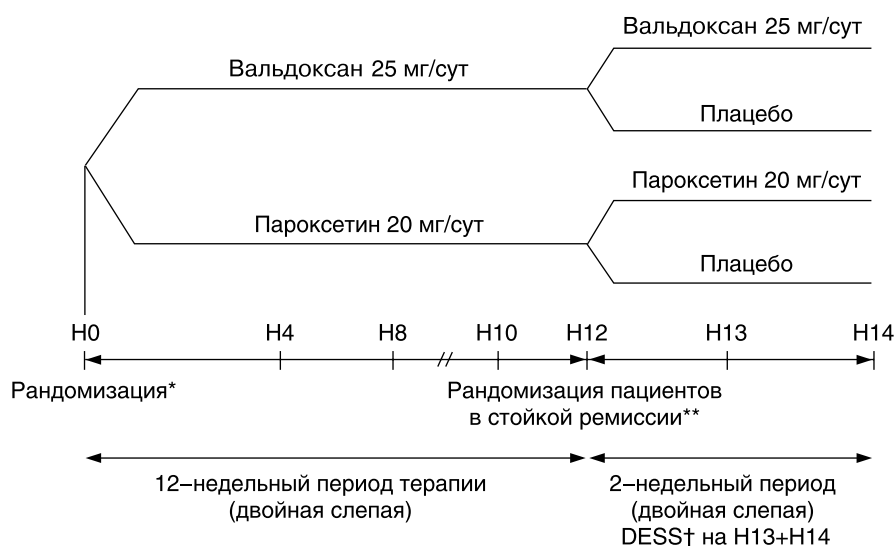 Вальдоксан 25 мг/сут
Вальдоксан 25 мг/сут
Плацебо
Пароксетин 20 мг/сут
Пароксетин 20 мг/сут
Плацебо
Н0 Н4 Н8 Н10 Н12 Н13 Н14
Рандомизация*
Рандомизация пациентов
в стойкой ремиссии**
12–недельный период терапии
(двойная слепая)
2–недельный период
(двойная слепая)
DESS† на Н13+Н14